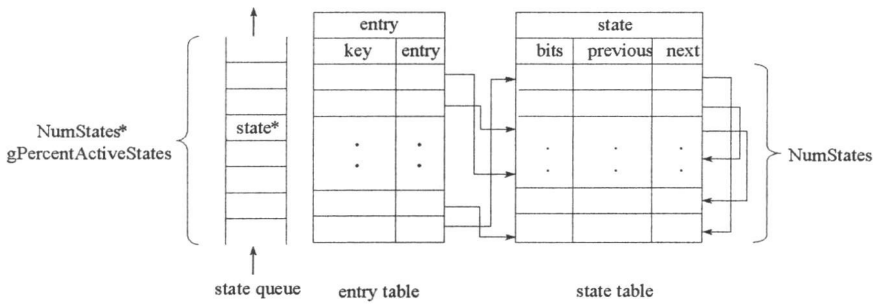 entry
state
key entry
bits previous next
NumStates*
gPercentActiveStates
state*
NumStates
state queue
entry table
state table